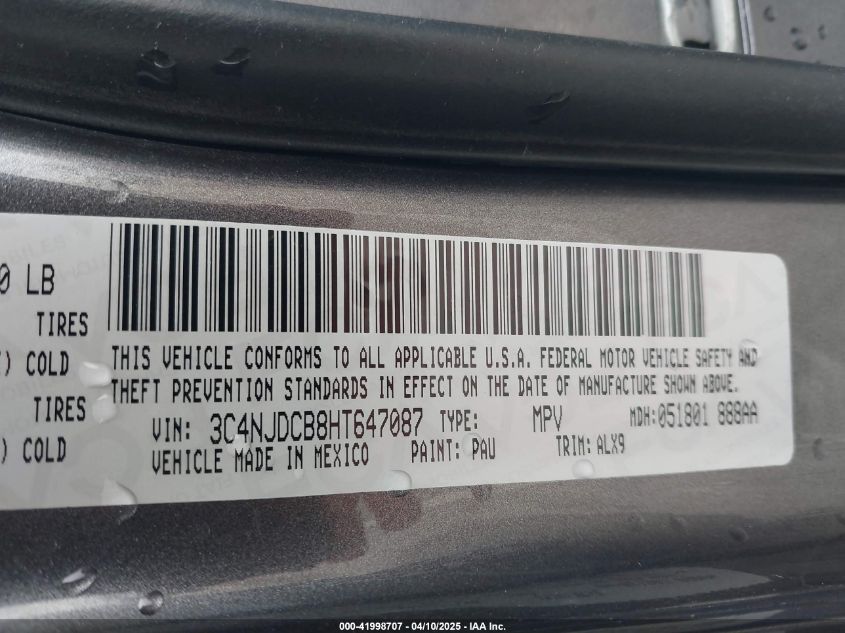 0 LB
TIRES
) COLD
TIRES
) COLD
THIS VEHICLE CONFORMS TO ALL APPLICABLE U.S.A. FEDERAL MOTOR VEHICLE SAFETY AND
THEFT PREVENTION STANDARDS IN EFFECT ON THE DATE OF MANUFACTURE SHOWN ABOVE.
VIN: 3C4NJDCB8HT647087 TYPE: MPV MDH:051801 888AA
VEHICLE MADE IN MEXICO PAINT: PAU TRIM: ALX9
000-41998707 - 04/10/2025 - IAA Inc.